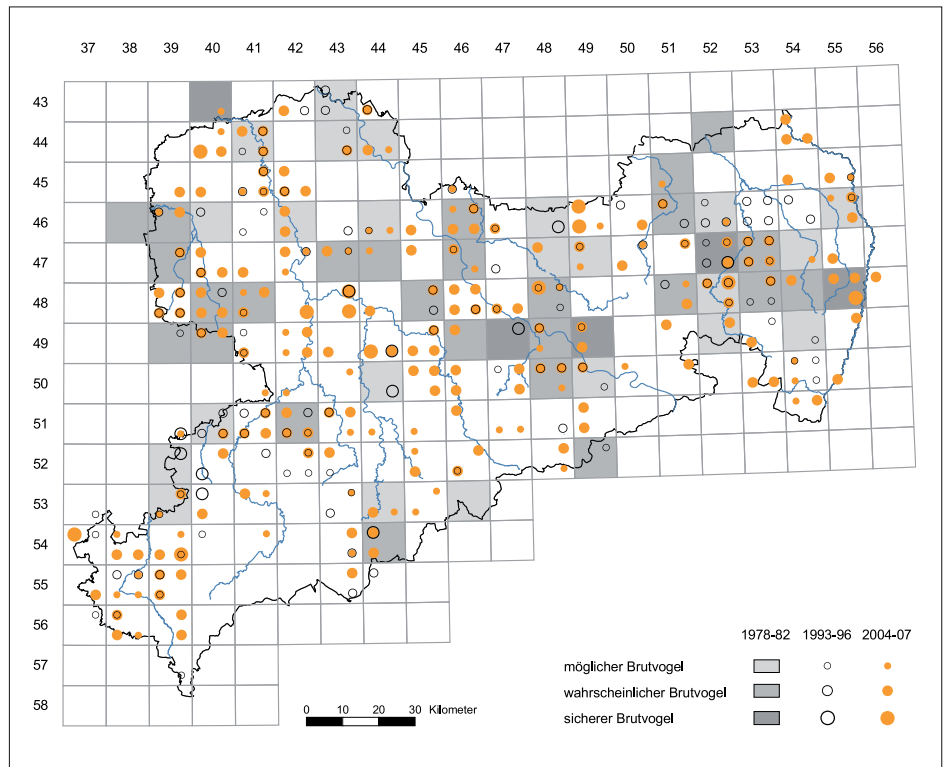 37 38 39 40 41 42 43 44 45 46 47 48 49 50 51 52 53 54 55 56
43
44
45
46
47
48
49
50
51
52
53
54
55
56
57
58
1978-82 1993-96 2004-07
möglicher Brutvogel
wahrscheinlicher Brutvogel
sicherer Brutvogel
0 10 20 30 Kilometer